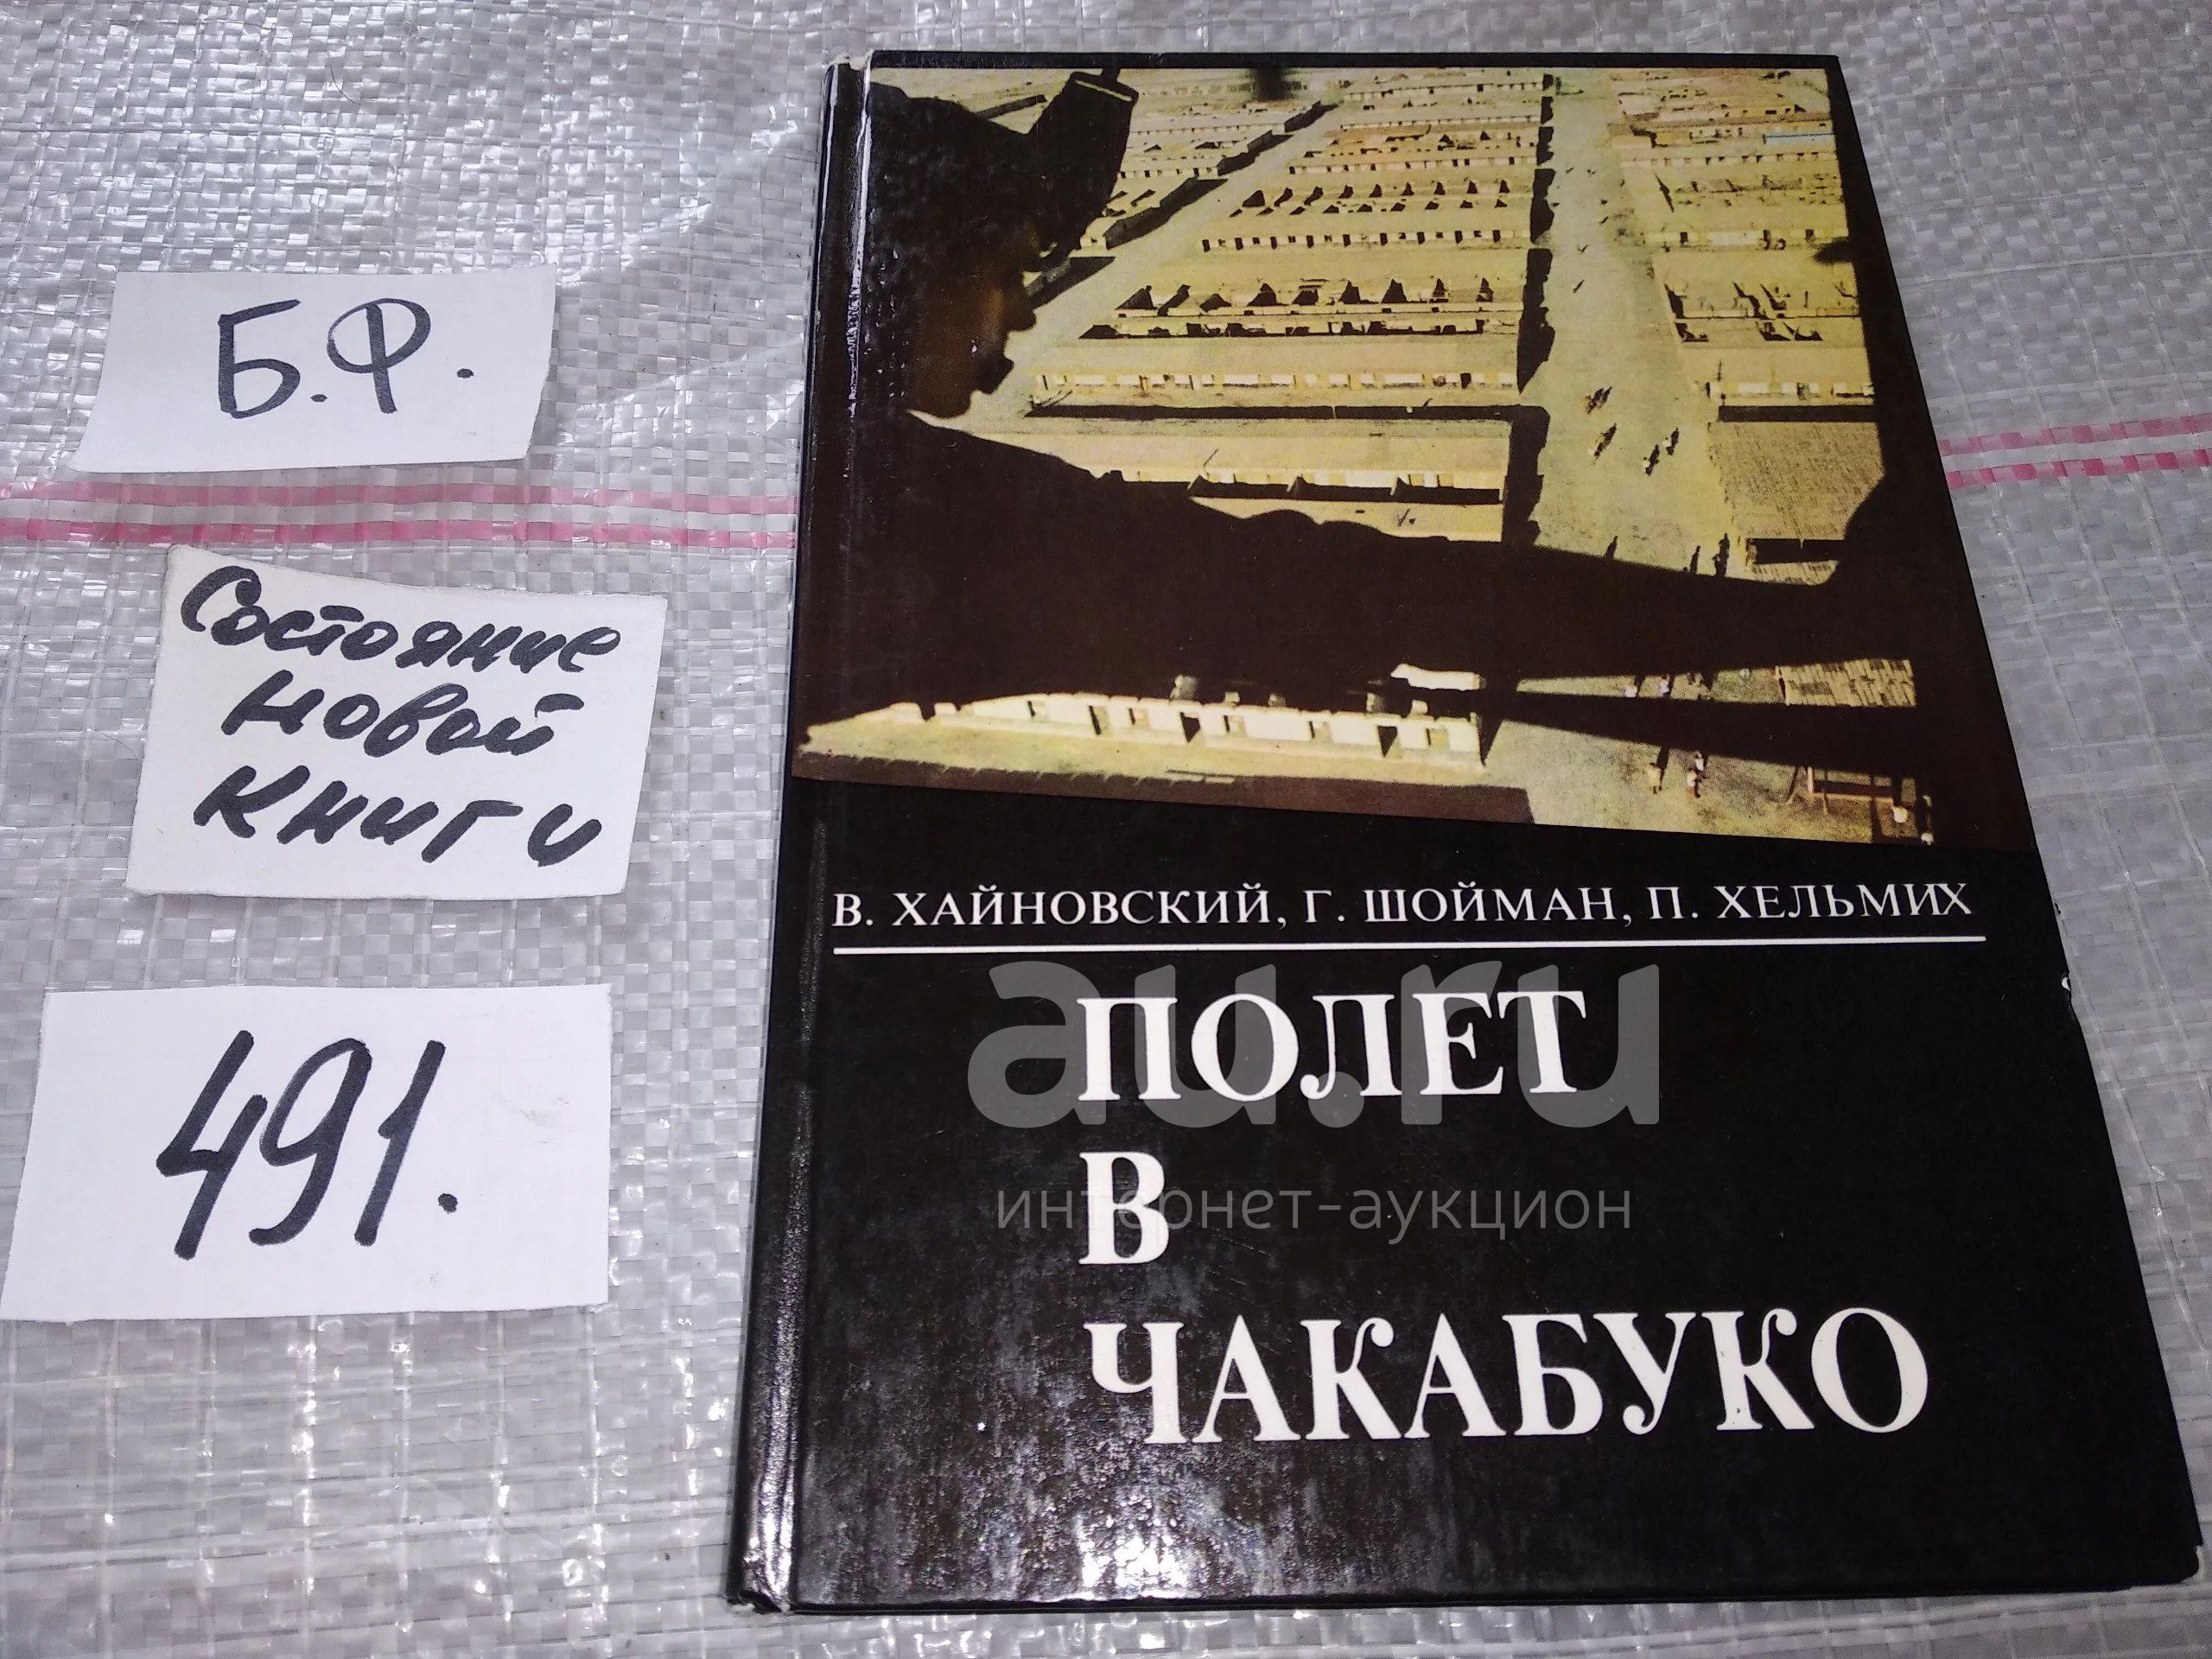 Б.Ф.
Состояние
новой
книги
491.
В. ХАЙНОВСКИЙ, Г. ШОЙМАН, П. ХЕЛЬМИХ
ПОЛЕТ
В
ЧАКАБУКО
au.ru
интернет-аукцион